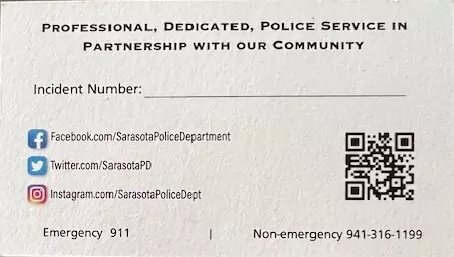 PROFESSIONAL, DEDICATED, POLICE SERVICE IN
PARTNERSHIP WITH OUR COMMUNITY
Incident Number:
Facebook.com/SarasotaPoliceDepartment
Twitter.com/SarasotaPD
Instagram.com/SarasotaPoliceDept
Emergency 911 | Non-emergency 941-316-1199